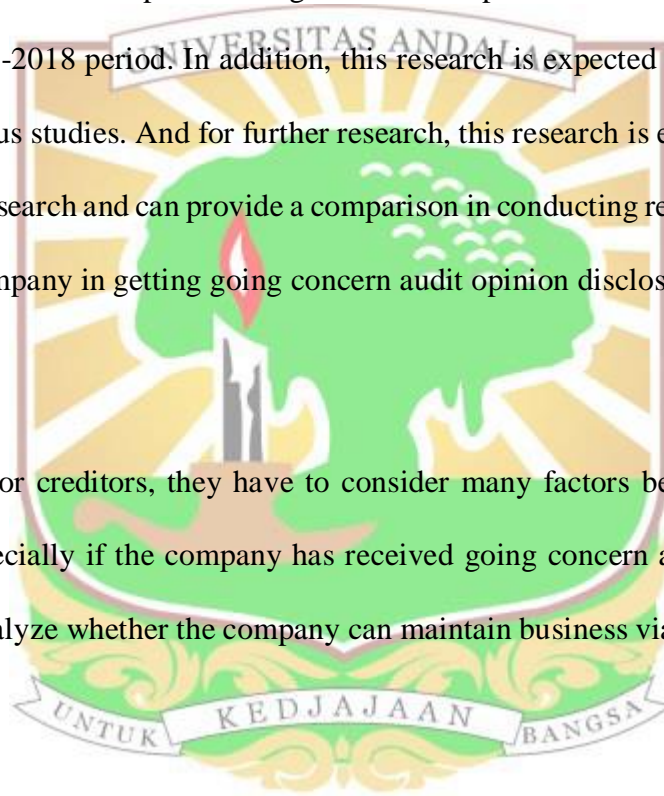 UNIVERSITAS ANDALAS
-2018 period. In addition, this research is expected
us studies. And for further research, this research is e
search and can provide a comparison in conducting re
mpany in getting going concern audit opinion disclos
or creditors, they have to consider many factors be
ecially if the company has received going concern a
alyze whether the company can maintain business via
UNTUK KEDJAJAAN BANGSA